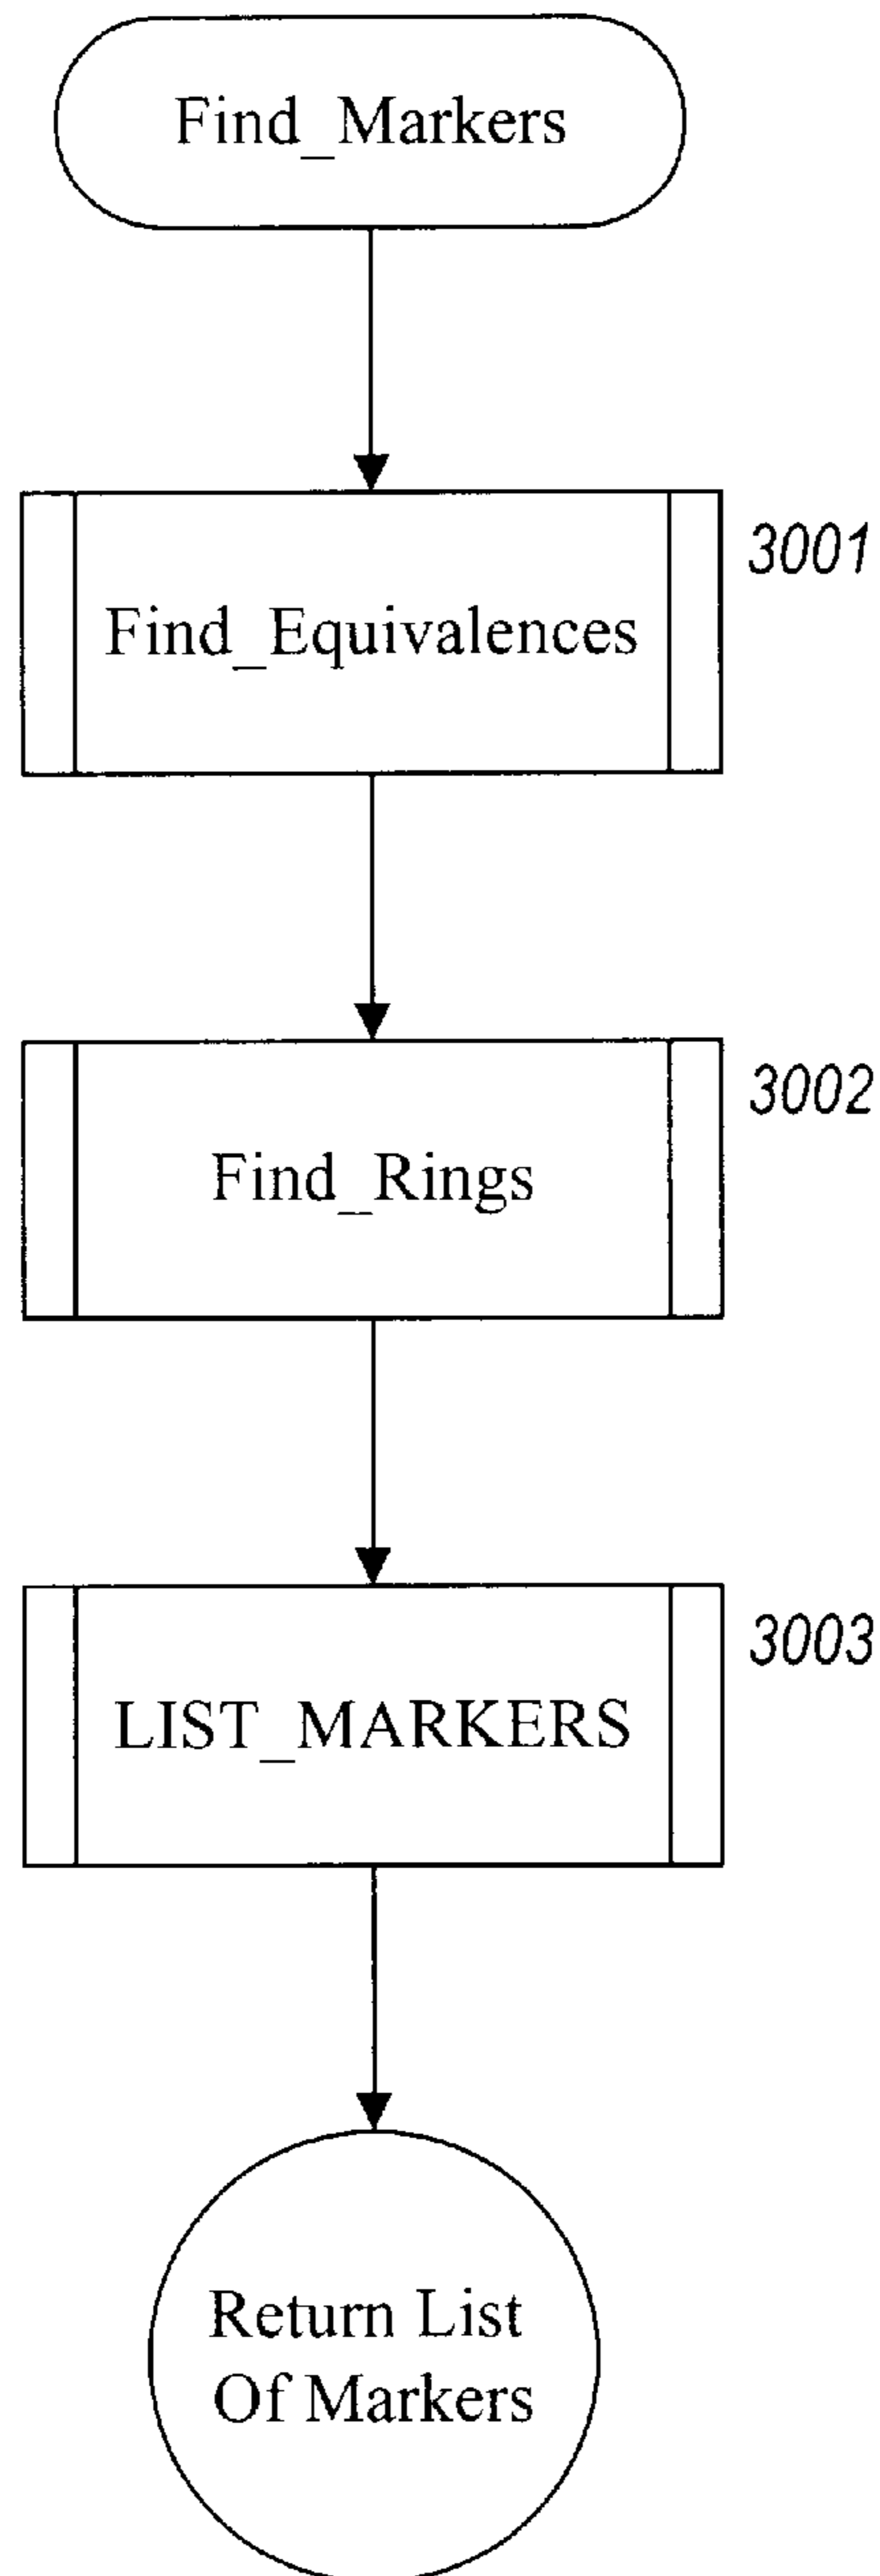 Find_Markers
3001
Find_Equivalences
3002
Find_Rings
3003
LIST_MARKERS
Return List
Of Markers